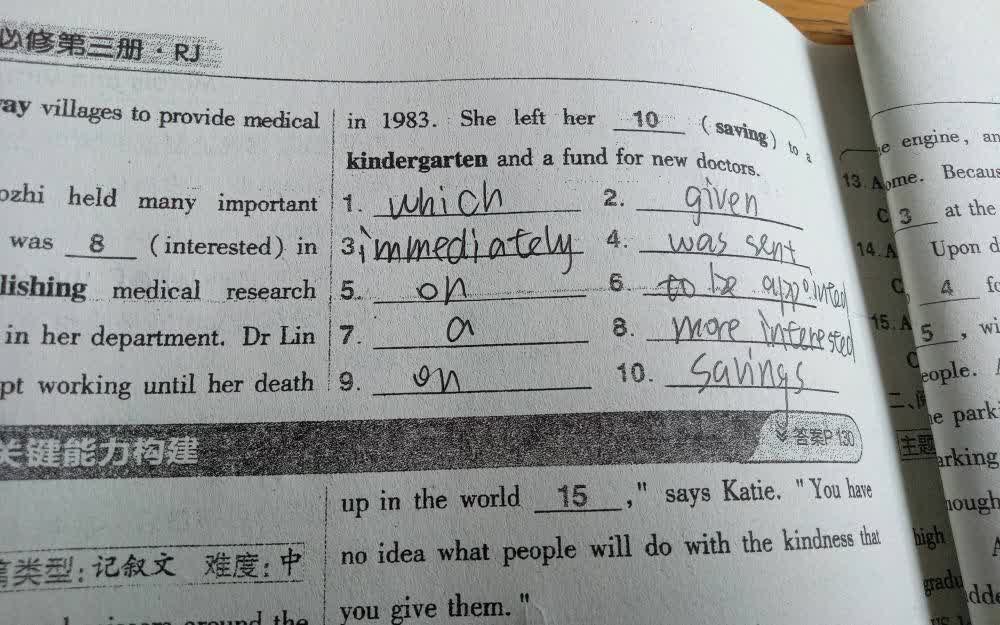 必修第三册·RJ
way villages to provide medical
ozhi held many important
was 8 (interested) in
lishing medical research
in her department. Dr Lin
pt working until her death
in 1983. She left her 10 (saving) to a
kindergarten and a fund for new doctors.
1. which 2. given
3. immediately 4. was sent
5. on 6. to be appointed
7. a 8. more interested
9. on 10. savings
关键能力构建
答案P130
篇类型:记叙文 难度:中
around the
up in the world 15 ," says Katie. "You have
no idea what people will do with the kindness that
you give them."
13. A
C
14. A
C
15. A
C
二、阅
主题
high
gradu
e engine, an
ome. Becaus
3 at the
Upon d
4 fo
5 , wi
eople. A
e park
arking
hough
A
dde